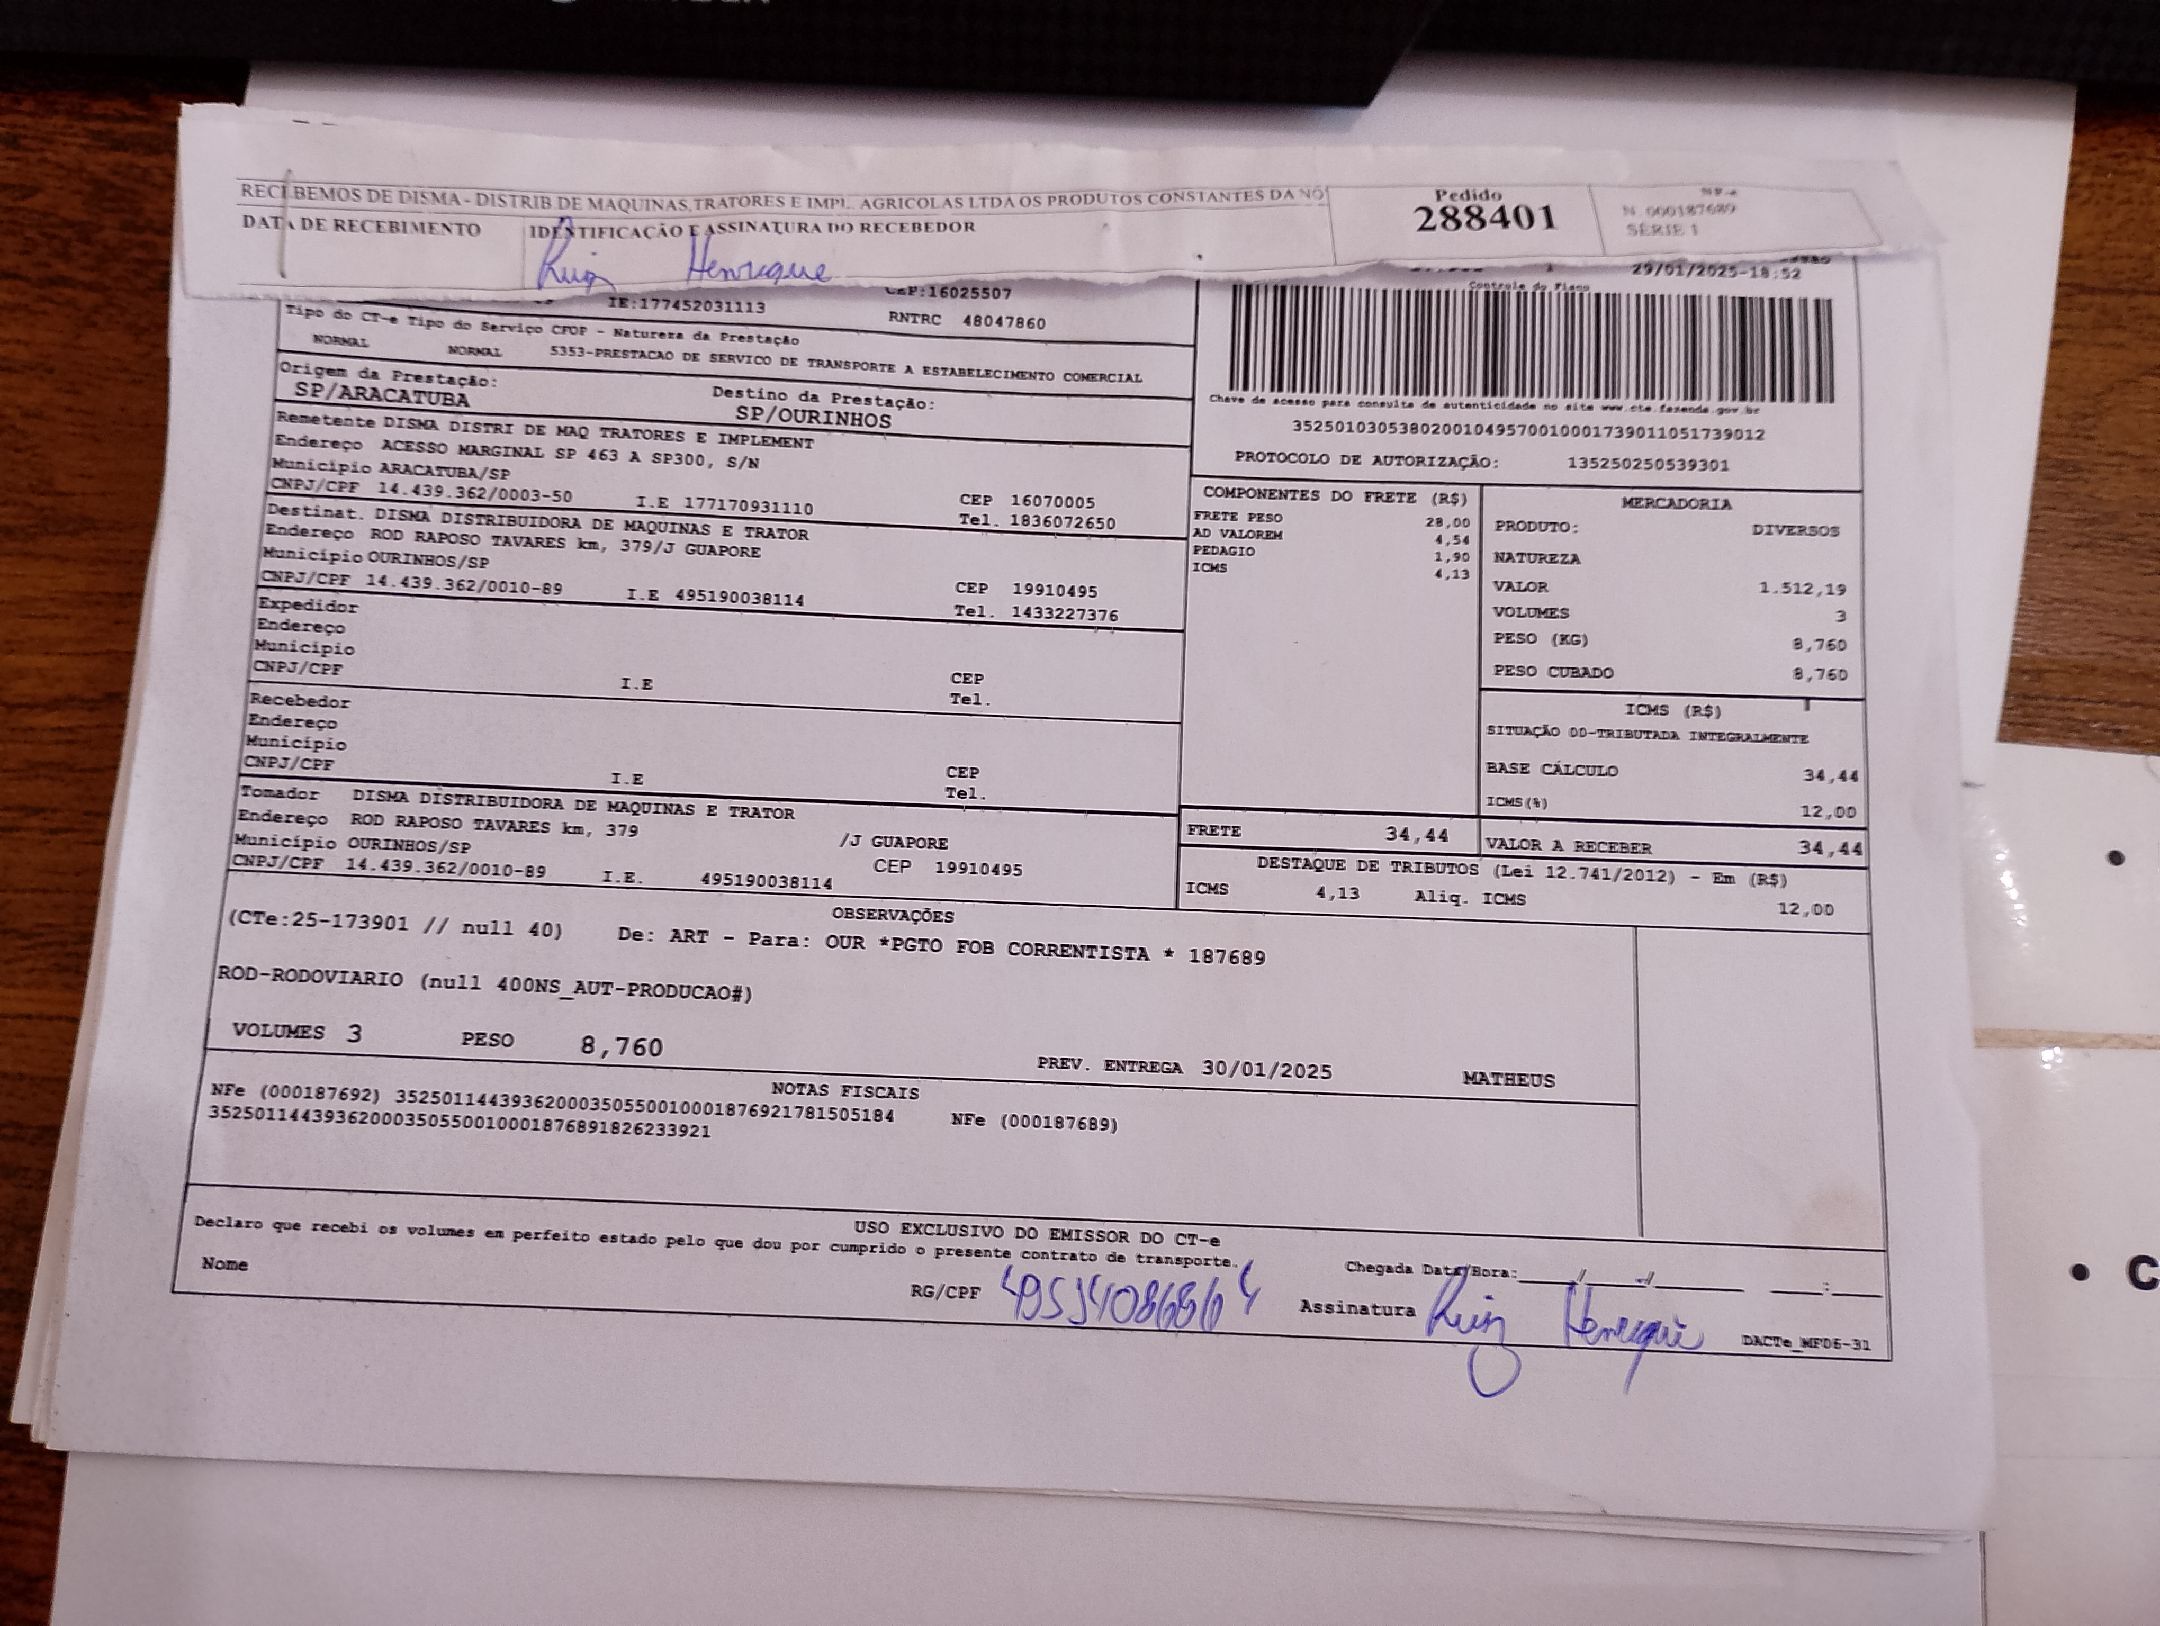 RECEBEMOS DE DISMA - DISTRIB DE MAQUINAS,TRATORES E IMPL. AGRICOLAS LTDA OS PRODUTOS CONSTANTES DA NO
DATA DE RECEBIMENTO IDENTIFICAÇÃO E ASSINATURA DO RECEBEDOR
Henrique
Pedido
288401
NF-e
N. 000187689
SÉRIE 1
29/01/2025-18:52
Controle do Fisco
IE:177452031113 CEP:16025507
RNTRC 48047860
Tipo do CT-e Tipo do Serviço CFOP - Natureza da Prestação
NORMAL NORMAL 5353-PRESTACAO DE SERVICO DE TRANSPORTE A ESTABELECIMENTO COMERCIAL
Origem da Prestação: Destino da Prestação:
SP/ARACATUBA SP/OURINHOS
Chave de acesso para consulta de autenticidade no site www.cte.fazenda.gov.br
35250103053802001049570010001739011051739012
PROTOCOLO DE AUTORIZAÇÃO: 135250250539301
Remetente DISMA DISTRI DE MAQ TRATORES E IMPLEMENT
Endereço ACESSO MARGINAL SP 463 A SP300, S/N
Município ARACATUBA/SP CEP 16070005
CNPJ/CPF 14.439.362/0003-50 I.E 177170931110 Tel. 1836072650
Destinat. DISMA DISTRIBUIDORA DE MAQUINAS E TRATOR
Endereço ROD RAPOSO TAVARES km, 379/J GUAPORE
Município OURINHOS/SP CEP 19910495
CNPJ/CPF 14.439.362/0010-89 I.E 495190038114 Tel. 1433227376
Expedidor
Endereço
Município CEP
CNPJ/CPF I.E Tel.
Recebedor
Endereço
Município CEP
CNPJ/CPF I.E Tel.
Tomador DISMA DISTRIBUIDORA DE MAQUINAS E TRATOR
Endereço ROD RAPOSO TAVARES km, 379 /J GUAPORE
Município OURINHOS/SP CEP 19910495
CNPJ/CPF 14.439.362/0010-89 I.E. 495190038114
COMPONENTES DO FRETE (R$)
FRETE PESO 28,00
AD VALOREM 4,54
PEDAGIO 1,90
ICMS 4,13
MERCADORIA
PRODUTO: DIVERSOS
NATUREZA
VALOR 1.512,19
VOLUMES 3
PESO (KG) 8,760
PESO CUBADO 8,760
ICMS (R$)
SITUAÇÃO 00-TRIBUTADA INTEGRALMENTE
BASE CÁLCULO 34,44
ICMS(%) 12,00
FRETE 34,44 VALOR A RECEBER 34,44
DESTAQUE DE TRIBUTOS (Lei 12.741/2012) - Em (R$)
ICMS 4,13 Aliq. ICMS 12,00
OBSERVAÇÕES
(CTe:25-173901 // null 40) De: ART - Para: OUR *PGTO FOB CORRENTISTA * 187689
ROD-RODOVIARIO (null 400NS_AUT-PRODUCAO#)
VOLUMES 3 PESO 8,760 PREV. ENTREGA 30/01/2025 MATHEUS
NOTAS FISCAIS
NFe (000187692) 35250114439362000350550010001876921781505184 NFe (000187689)
35250114439362000350550010001876891826233921
USO EXCLUSIVO DO EMISSOR DO CT-e
Declaro que recebi os volumes em perfeito estado pelo que dou por cumprido o presente contrato de transporte.
Nome RG/CPF Chegada Data/Hora: __/__/____ __:__
Assinatura Henrique DACTe_MF06-31
C